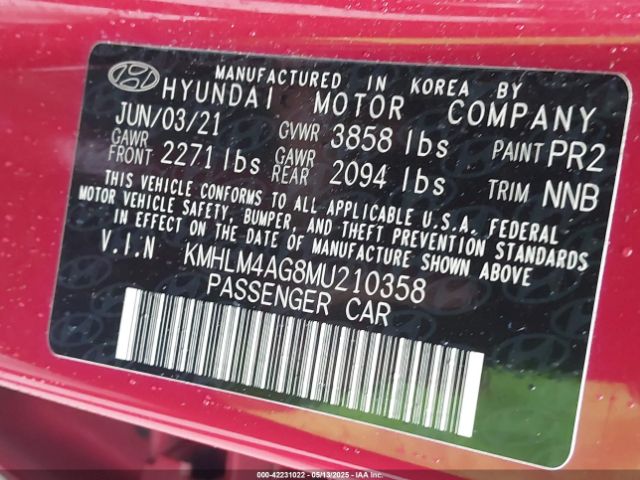 MANUFACTURED IN KOREA BY
HYUNDAI MOTOR COMPANY
JUN/03/21 GVWR 3858 lbs PAINT PR2
GAWR FRONT 2271 lbs GAWR REAR 2094 lbs TRIM NNB
THIS VEHICLE CONFORMS TO ALL APPLICABLE U.S.A. FEDERAL
MOTOR VEHICLE SAFETY, BUMPER, AND THEFT PREVENTION STANDARDS
IN EFFECT ON THE DATE OF MANUFACTURE SHOWN ABOVE
V.I.N KMHLM4AG8MU210358
PASSENGER CAR
000-42231022 05/13/2025 IAAI.COM